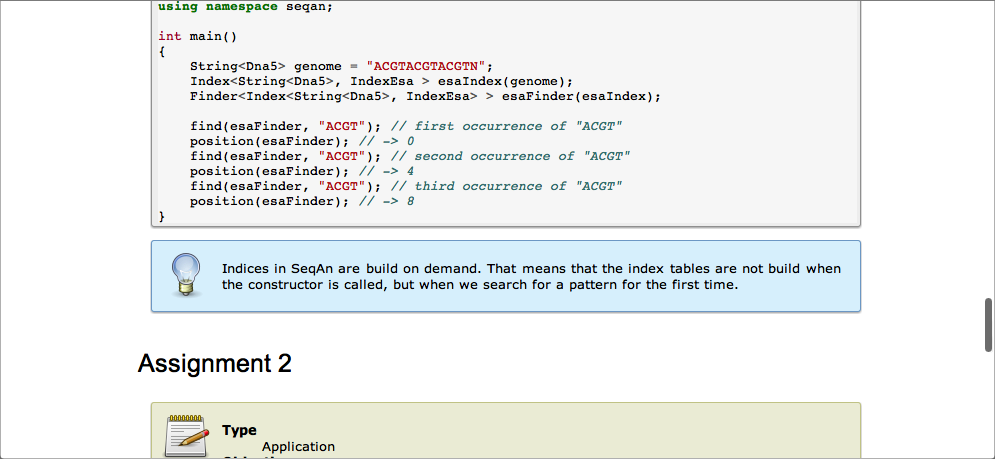 using namespace seqan;
int main()
{
String<Dna5> genome = "ACGTACGTACGTN";
Index<String<Dna5>, IndexEsa > esaIndex(genome);
Finder<Index<String<Dna5>, IndexEsa> > esaFinder(esaIndex);
find(esaFinder, "ACGT"); // first occurrence of "ACGT"
position(esaFinder); // -> 0
find(esaFinder, "ACGT"); // second occurrence of "ACGT"
position(esaFinder); // -> 4
find(esaFinder, "ACGT"); // third occurrence of "ACGT"
position(esaFinder); // -> 8
}
Indices in SeqAn are build on demand. That means that the index tables are not build when
the constructor is called, but when we search for a pattern for the first time.
Assignment 2
Type
Application